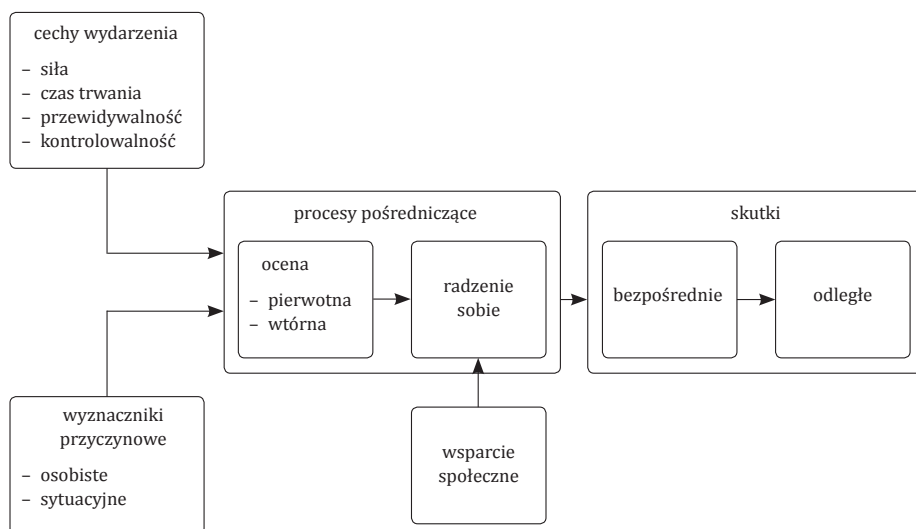 cechy wydarzenia
– siła
– czas trwania
– przewidywalność
– kontrolowalność
procesy pośredniczące
ocena
– pierwotna
– wtórna
radzenie
sobie
skutki
bezpośrednie
odległe
wyznaczniki
przyczynowe
– osobiste
– sytuacyjne
wsparcie
społeczne